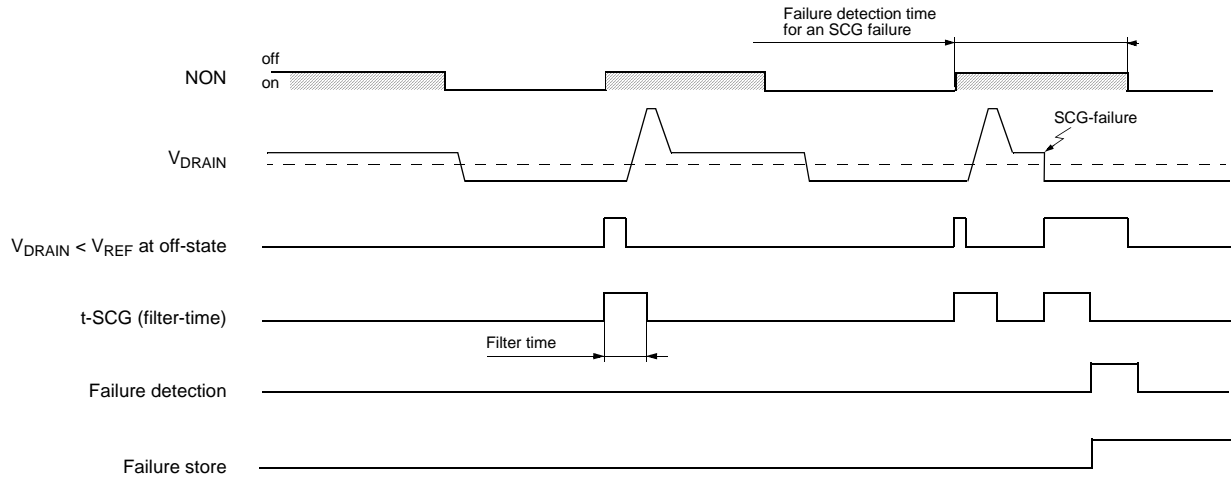 Failure detection time
for an SCG failure
off
NON
on
SCG-failure
VDRAIN
VDRAIN < VREF at off-state
t-SCG (filter-time)
Filter time
Failure detection
Failure store